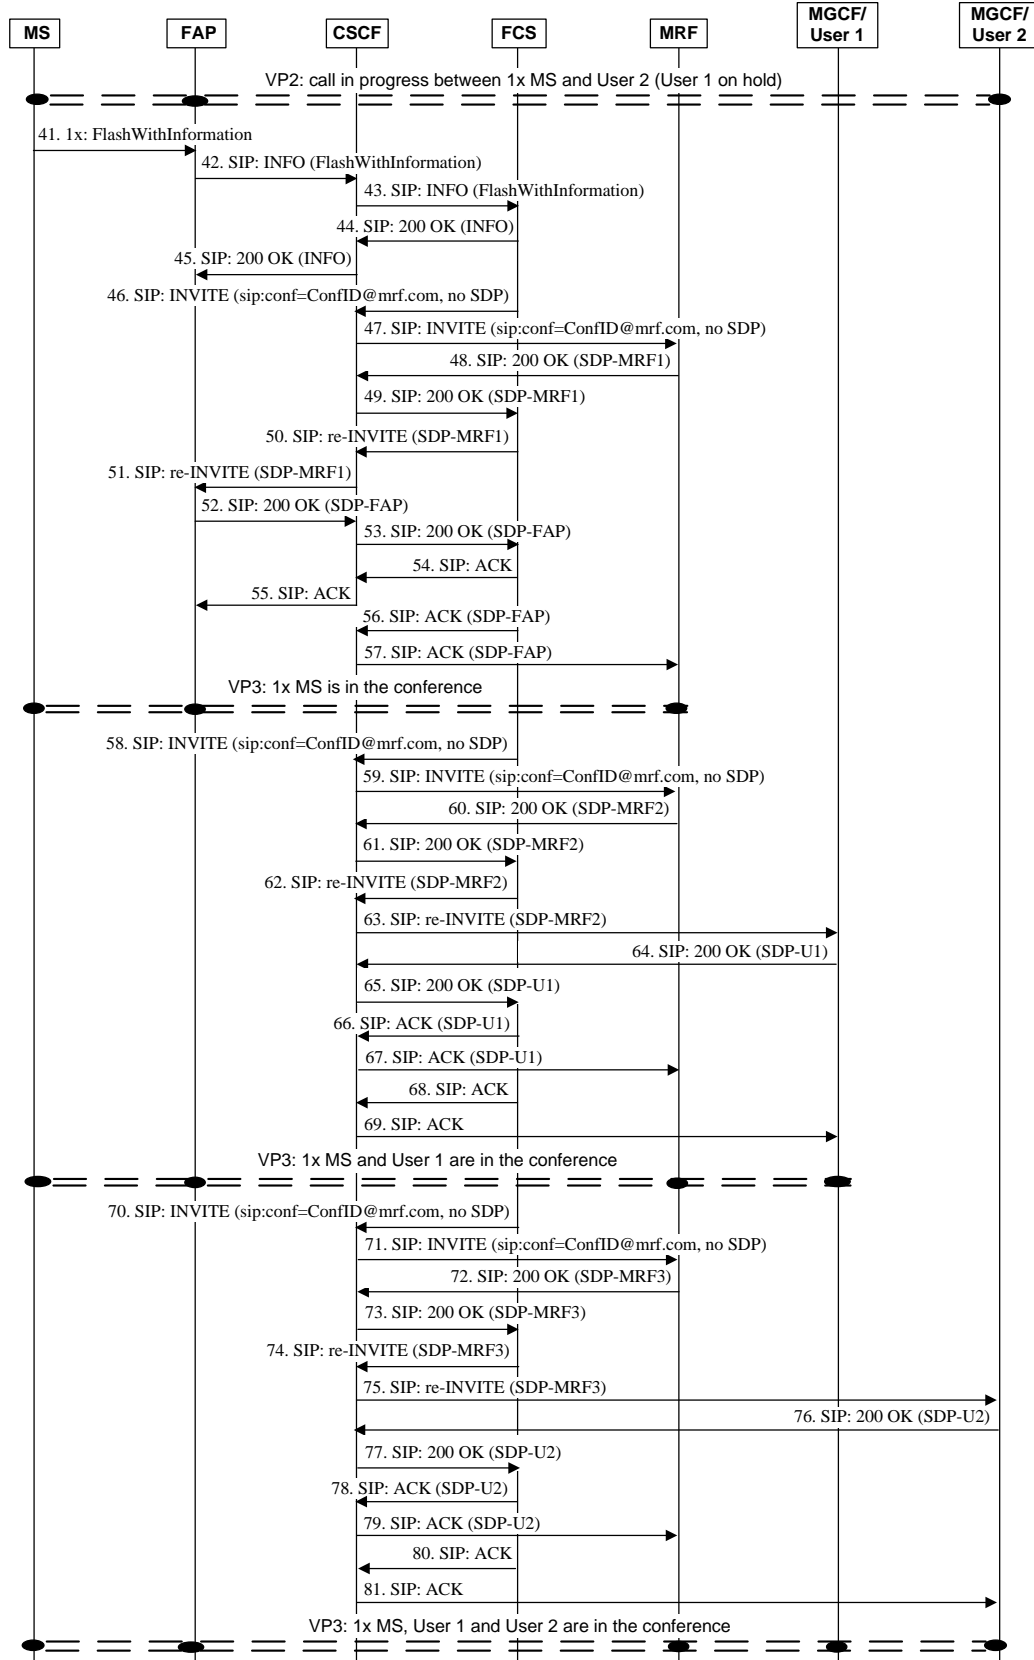 MS
FAP
CSCF
FCS
MRF
MGCF/
User 1
MGCF/
User 2
VP2: call in progress between 1x MS and User 2 (User 1 on hold)
41. 1x: FlashWithInformation
42. SIP: INFO (FlashWithInformation)
43. SIP: INFO (FlashWithInformation)
44. SIP: 200 OK (INFO)
45. SIP: 200 OK (INFO)
46. SIP: INVITE (sip:conf=ConfID@mrf.com, no SDP)
47. SIP: INVITE (sip:conf=ConfID@mrf.com, no SDP)
48. SIP: 200 OK (SDP-MRF1)
49. SIP: 200 OK (SDP-MRF1)
50. SIP: re-INVITE (SDP-MRF1)
51. SIP: re-INVITE (SDP-MRF1)
52. SIP: 200 OK (SDP-FAP)
53. SIP: 200 OK (SDP-FAP)
54. SIP: ACK
55. SIP: ACK
56. SIP: ACK (SDP-FAP)
57. SIP: ACK (SDP-FAP)
VP3: 1x MS is in the conference
58. SIP: INVITE (sip:conf=ConfID@mrf.com, no SDP)
59. SIP: INVITE (sip:conf=ConfID@mrf.com, no SDP)
60. SIP: 200 OK (SDP-MRF2)
61. SIP: 200 OK (SDP-MRF2)
62. SIP: re-INVITE (SDP-MRF2)
63. SIP: re-INVITE (SDP-MRF2)
64. SIP: 200 OK (SDP-U1)
65. SIP: 200 OK (SDP-U1)
66. SIP: ACK (SDP-U1)
67. SIP: ACK (SDP-U1)
68. SIP: ACK
69. SIP: ACK
VP3: 1x MS and User 1 are in the conference
70. SIP: INVITE (sip:conf=ConfID@mrf.com, no SDP)
71. SIP: INVITE (sip:conf=ConfID@mrf.com, no SDP)
72. SIP: 200 OK (SDP-MRF3)
73. SIP: 200 OK (SDP-MRF3)
74. SIP: re-INVITE (SDP-MRF3)
75. SIP: re-INVITE (SDP-MRF3)
76. SIP: 200 OK (SDP-U2)
77. SIP: 200 OK (SDP-U2)
78. SIP: ACK (SDP-U2)
79. SIP: ACK (SDP-U2)
80. SIP: ACK
81. SIP: ACK
VP3: 1x MS, User 1 and User 2 are in the conference